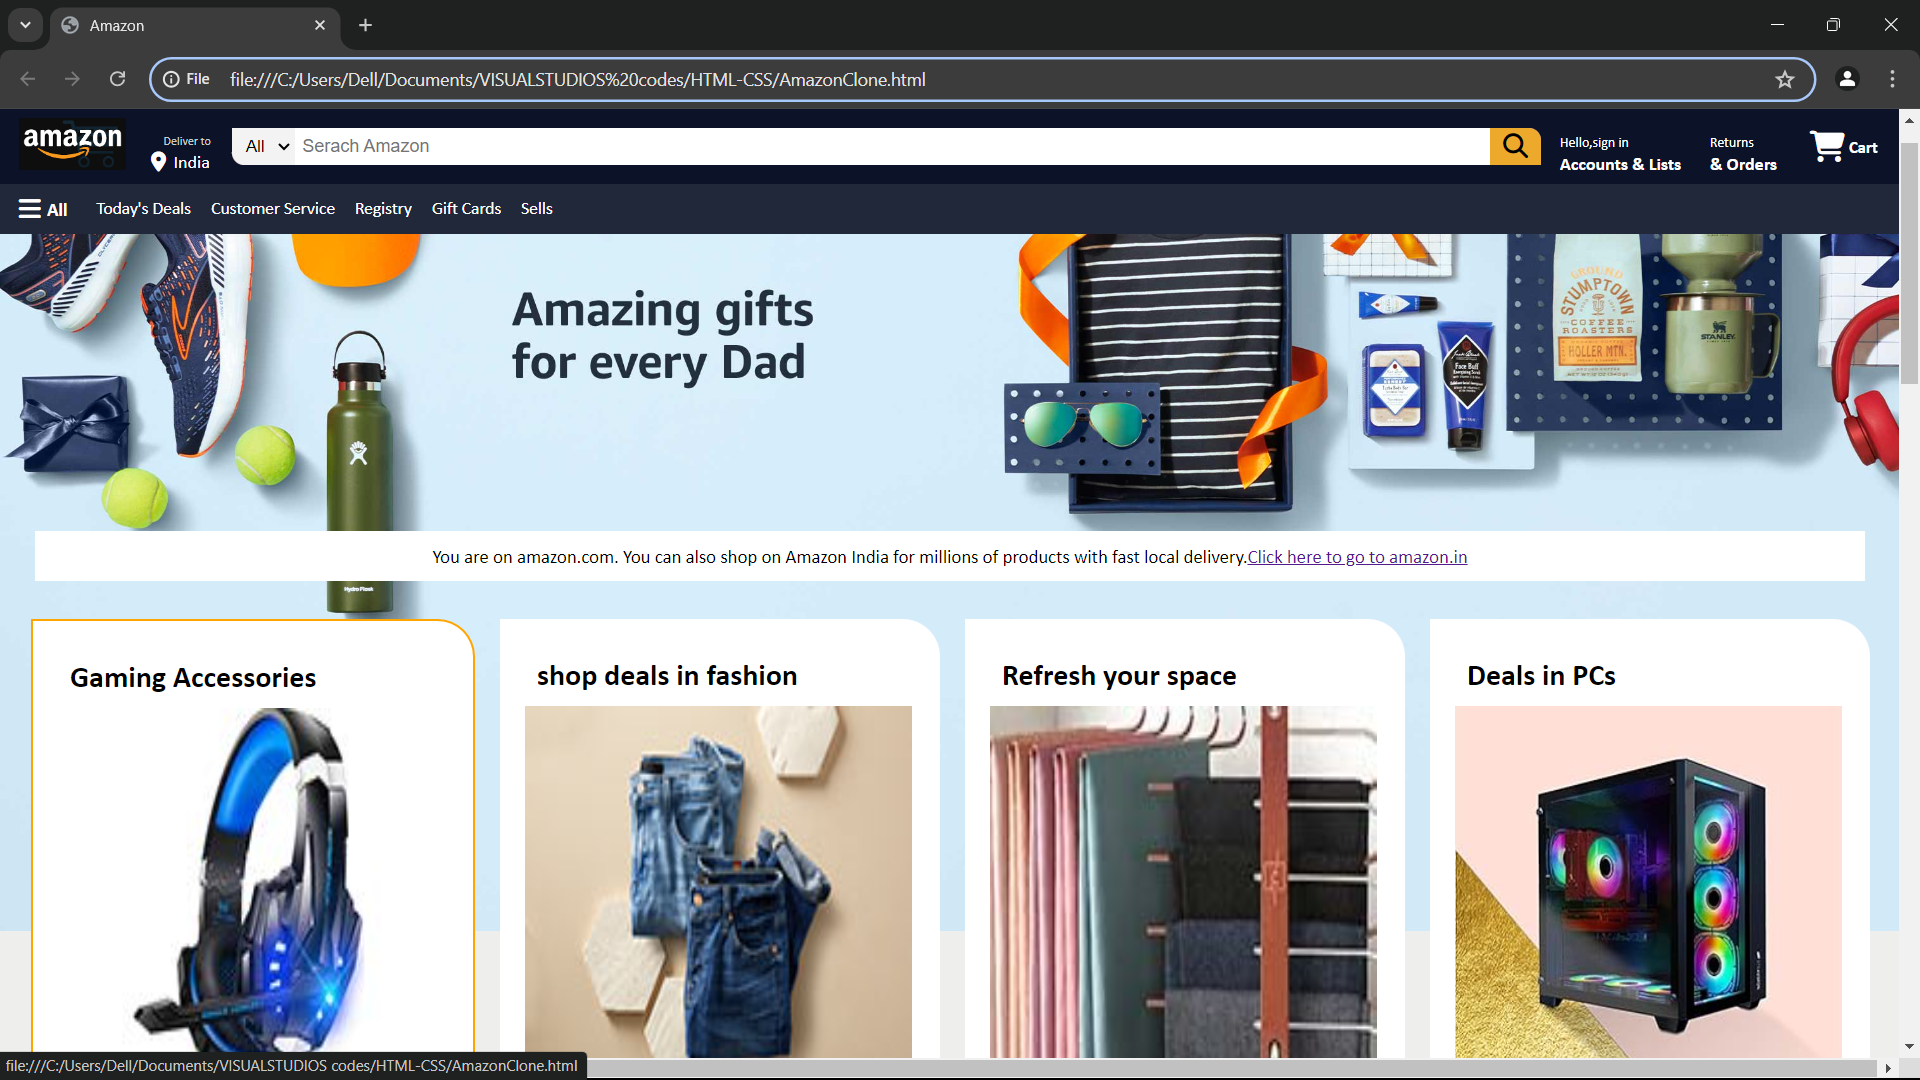 Amazon
File file:///C:/Users/Dell/Documents/VISUALSTUDIOS%20codes/HTML-CSS/AmazonClone.html
amazon
Deliver to
India
All
Serach Amazon
Hello,sign in
Accounts & Lists
Returns
& Orders
Cart
All Today's Deals Customer Service Registry Gift Cards Sells
Amazing gifts
for every Dad
GROUND
STUMPTOWN
COFFEE
ROASTERS
HOLLER MTN.
STANLEY
Face Buff
You are on amazon.com. You can also shop on Amazon India for millions of products with fast local delivery.Click here to go to amazon.in
Hydro Flask
Gaming Accessories
shop deals in fashion
Refresh your space
Deals in PCs
file:///C:/Users/Dell/Documents/VISUALSTUDIOS codes/HTML-CSS/AmazonClone.html